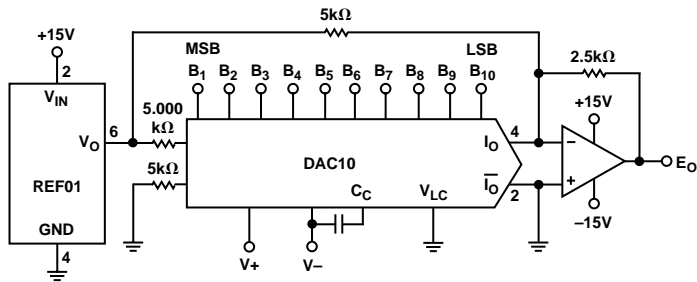 5kΩ
+15V
MSB
LSB
2.5kΩ
2
B1 B2 B3 B4 B5 B6 B7 B8 B9 B10
VIN
5.000
kΩ
+15V
VO
6
IO
4
−
REF01
5kΩ
DAC10
EO
CC
VLC
IO
2
+
GND
−15V
4
V+
V−